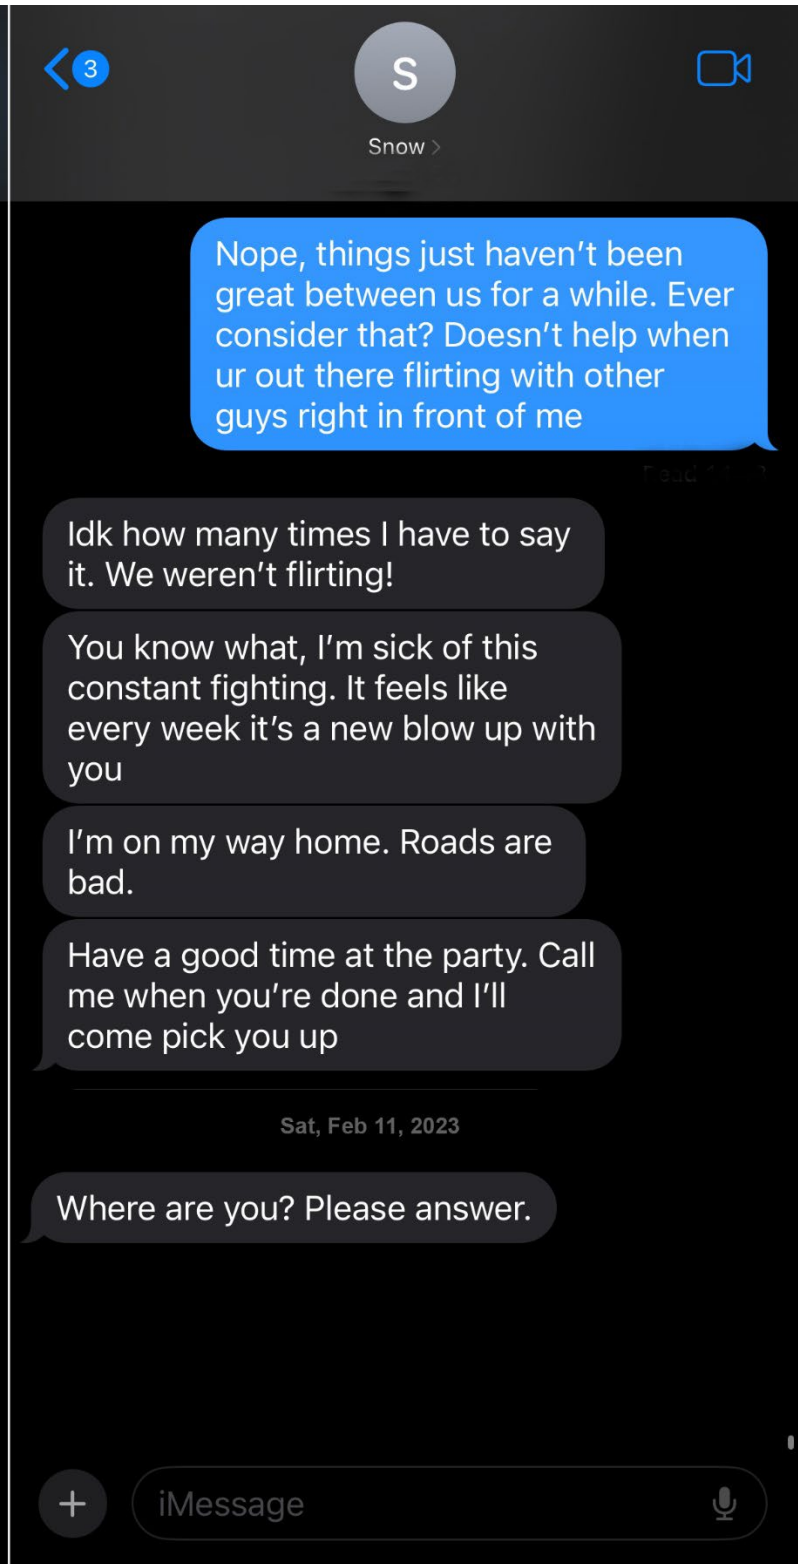 3
S
Snow
Nope, things just haven’t been
great between us for a while. Ever
consider that? Doesn’t help when
ur out there flirting with other
guys right in front of me
Idk how many times I have to say
it. We weren’t flirting!
You know what, I’m sick of this
constant fighting. It feels like
every week it’s a new blow up with
you
I’m on my way home. Roads are
bad.
Have a good time at the party. Call
me when you’re done and I’ll
come pick you up
Sat, Feb 11, 2023
Where are you? Please answer.
iMessage